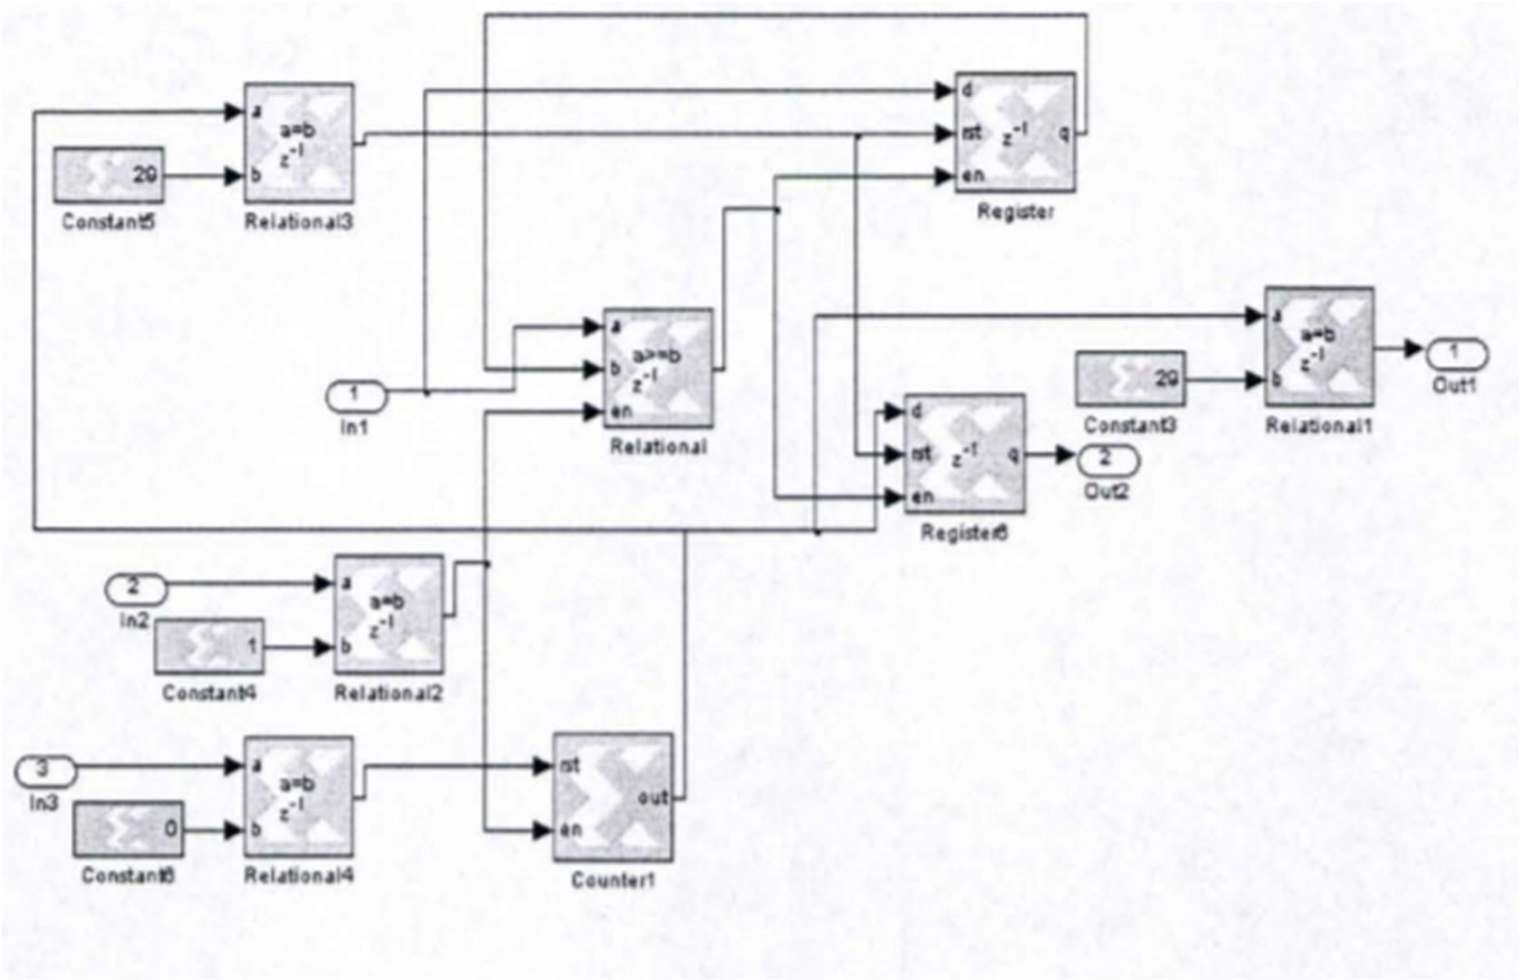 d
a
a=b
z-1
rst
z-1
q
29
b
en
Constant5
Relational3
Register
a
a
a>=b
z-1
a=b
z-1
1
b
1
29
b
Out1
In1
en
d
Constant3
Relational1
Relational
rst
z-1
q
2
Out2
en
Register6
2
a
a=b
z-1
In2
1
b
Constant4
Relational2
3
a
a=b
z-1
rst
In3
out
0
b
en
Constant6
Relational4
Counter1